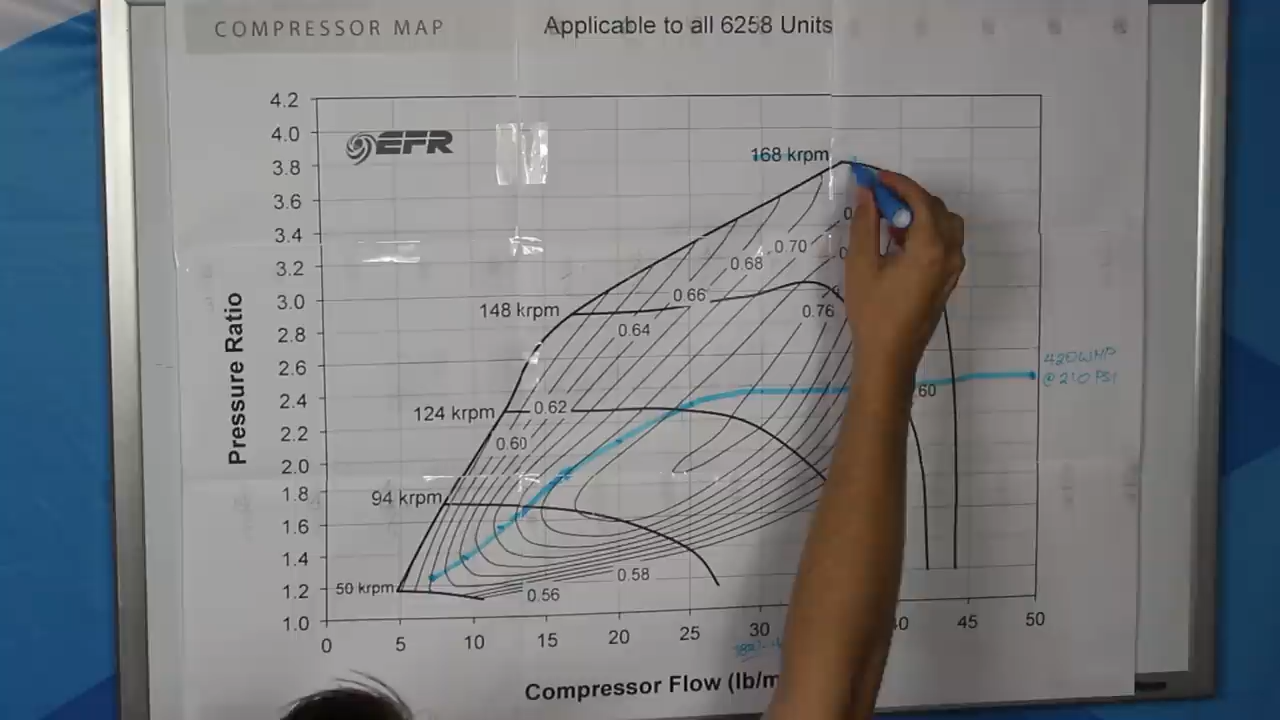 COMPRESSOR MAP
Applicable to all 6258 Units
4.2
4.0
3.8
3.6
3.4
3.2
3.0
2.8
2.6
2.4
2.2
2.0
1.8
1.6
1.4
1.2
1.0
Pressure Ratio
EFR
168 krpm
148 krpm
124 krpm
94 krpm
50 krpm
0.70
0.68
0.66
0.64
0.76
0.62
0.60
0.58
0.56
60
420WHP
@ 210 PSI
0 5 10 15 20 25 30 45 50
Compressor Flow (lb/m